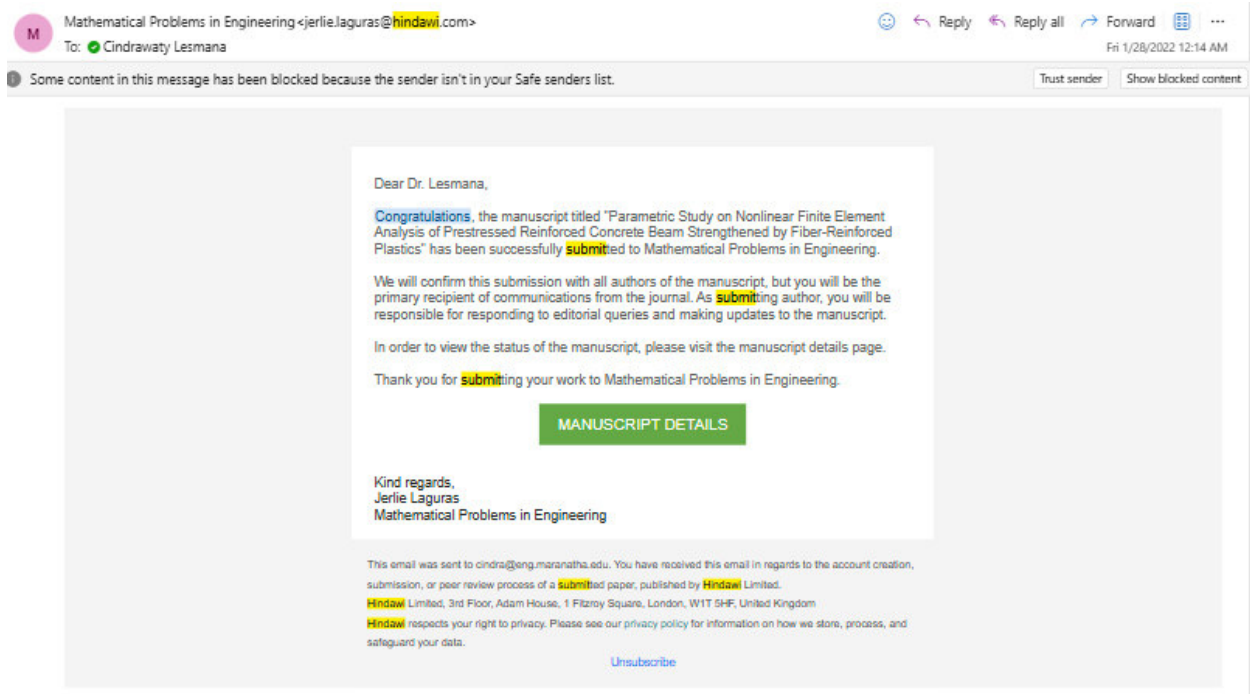 M
Mathematical Problems in Engineering <jerlie.laguras@hindawi.com>
Reply
Reply all
Forward
To: Cindrawaty Lesmana
Fri 1/28/2022 12:14 AM
Some content in this message has been blocked because the sender isn't in your Safe senders list.
Trust sender
Show blocked content
Dear Dr. Lesmana,
Congratulations, the manuscript titled "Parametric Study on Nonlinear Finite Element
Analysis of Prestressed Reinforced Concrete Beam Strengthened by Fiber-Reinforced
Plastics" has been successfully submitted to Mathematical Problems in Engineering.
We will confirm this submission with all authors of the manuscript, but you will be the
primary recipient of communications from the journal. As submitting author, you will be
responsible for responding to editorial queries and making updates to the manuscript.
In order to view the status of the manuscript, please visit the manuscript details page.
Thank you for submitting your work to Mathematical Problems in Engineering.
MANUSCRIPT DETAILS
Kind regards,
Jerlie Laguras
Mathematical Problems in Engineering
This email was sent to cindra@eng.maranatha.edu. You have received this email in regards to the account creation,
submission, or peer review process of a submitted paper, published by Hindawi Limited.
Hindawi Limited, 3rd Floor, Adam House, 1 Fitzroy Square, London, W1T 5HF, United Kingdom
Hindawi respects your right to privacy. Please see our privacy policy for information on how we store, process, and
safeguard your data.
Unsubscribe